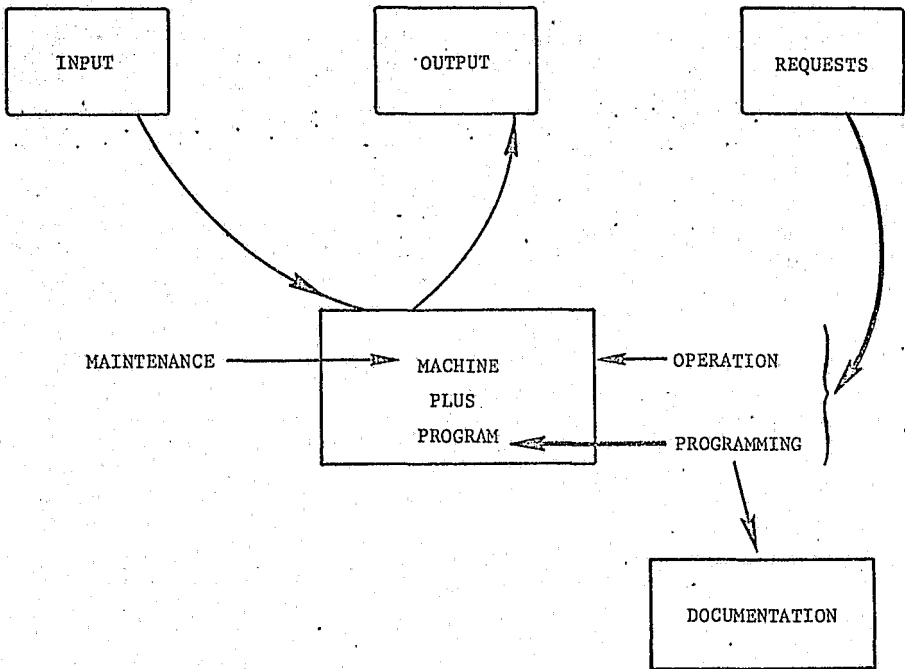 INPUT
OUTPUT
REQUESTS
MAINTENANCE
MACHINE
PLUS
PROGRAM
OPERATION
PROGRAMMING
DOCUMENTATION